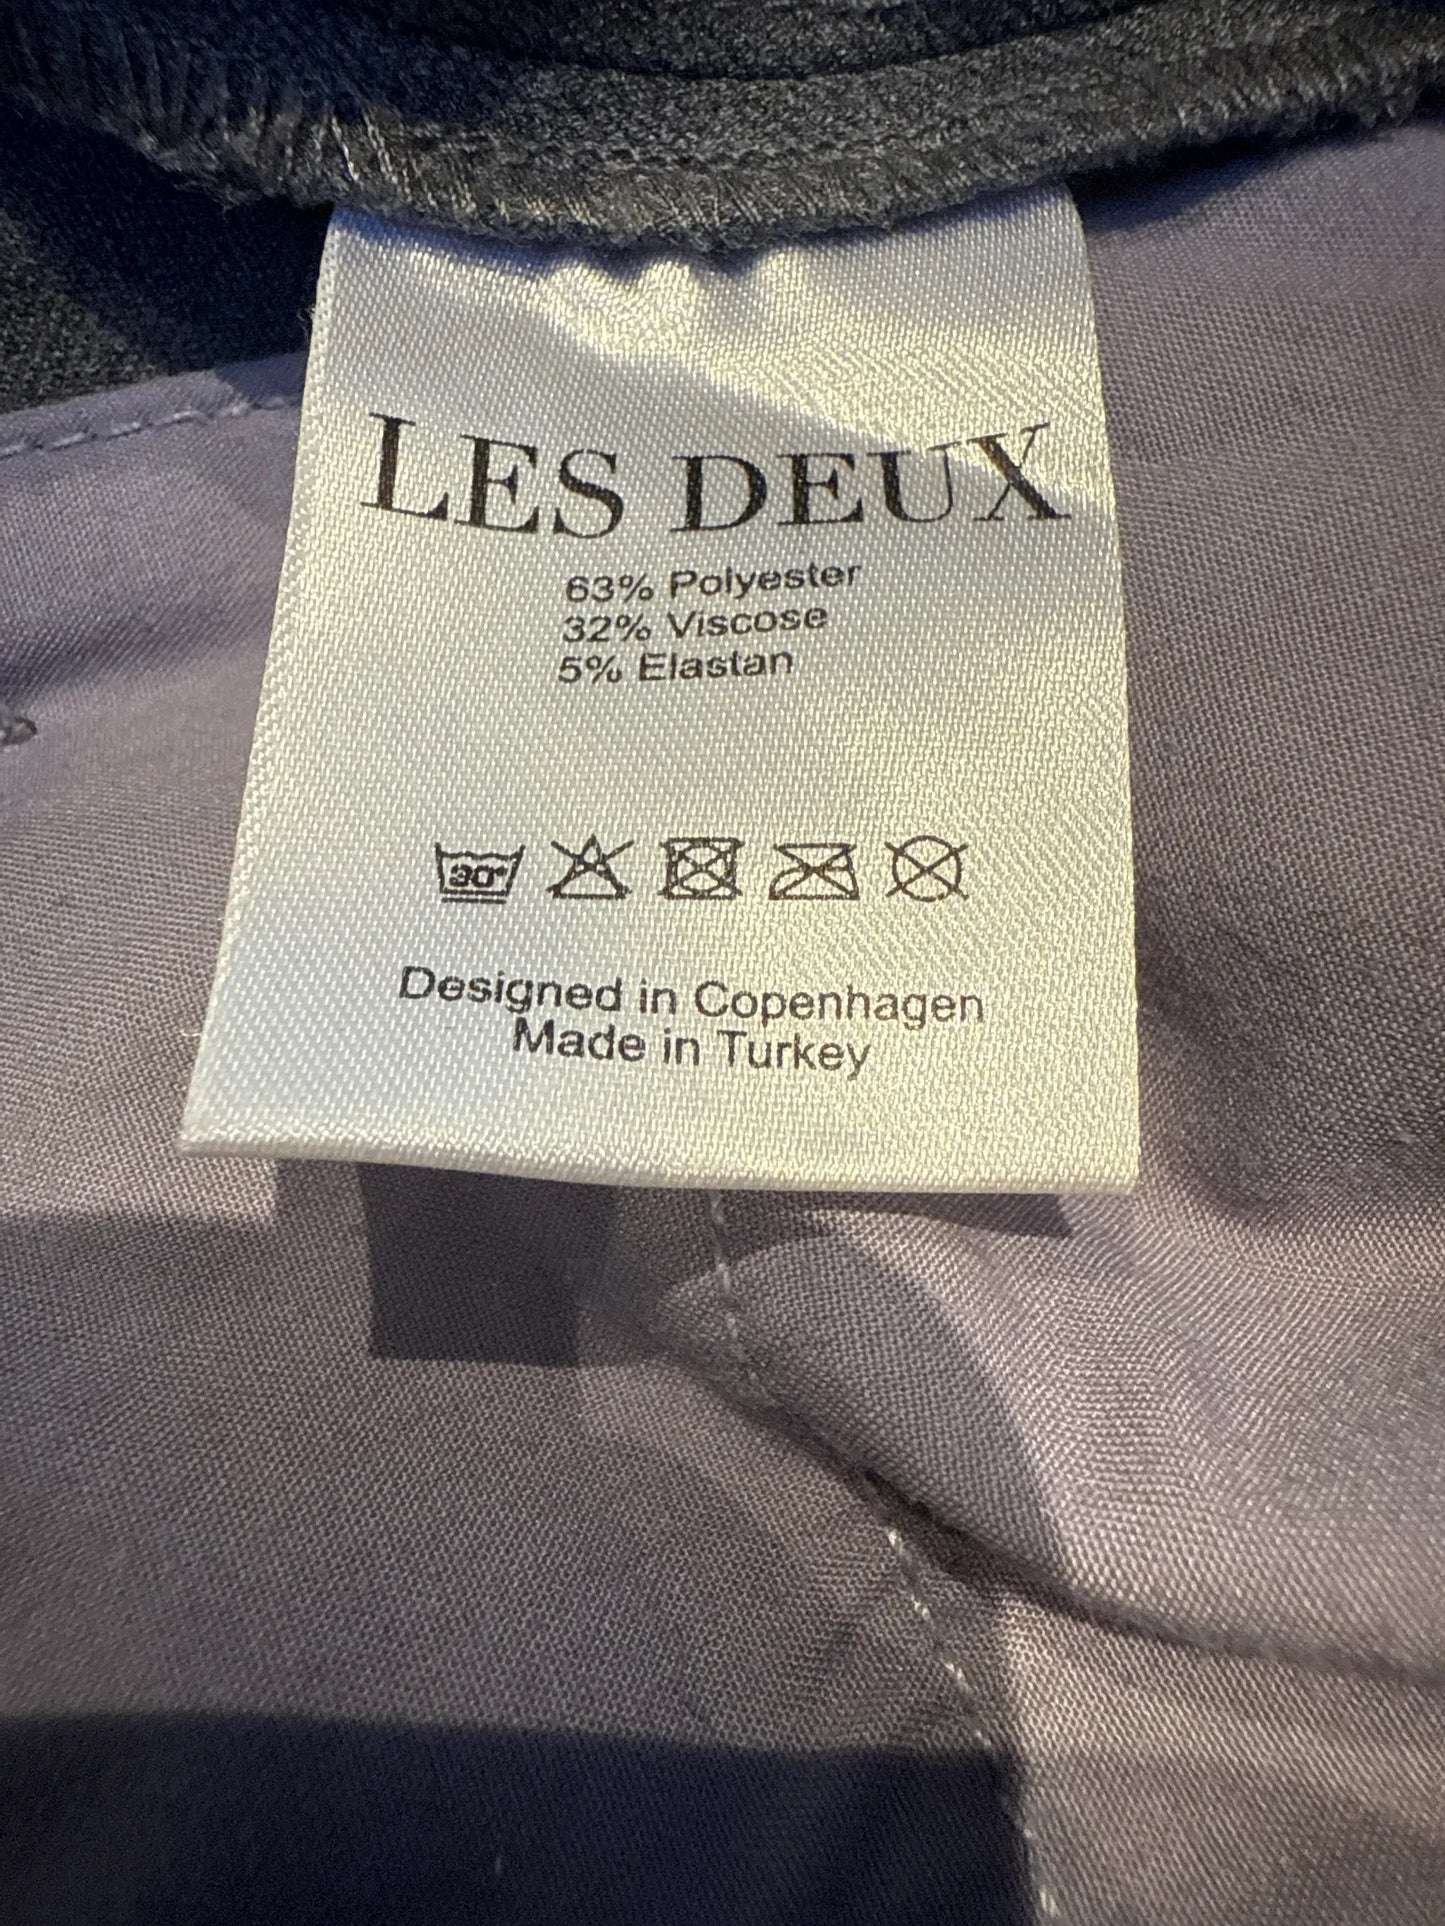 LES DEUX
63% Polyester
32% Viscose
5% Elastan
30°
Designed in Copenhagen
Made in Turkey